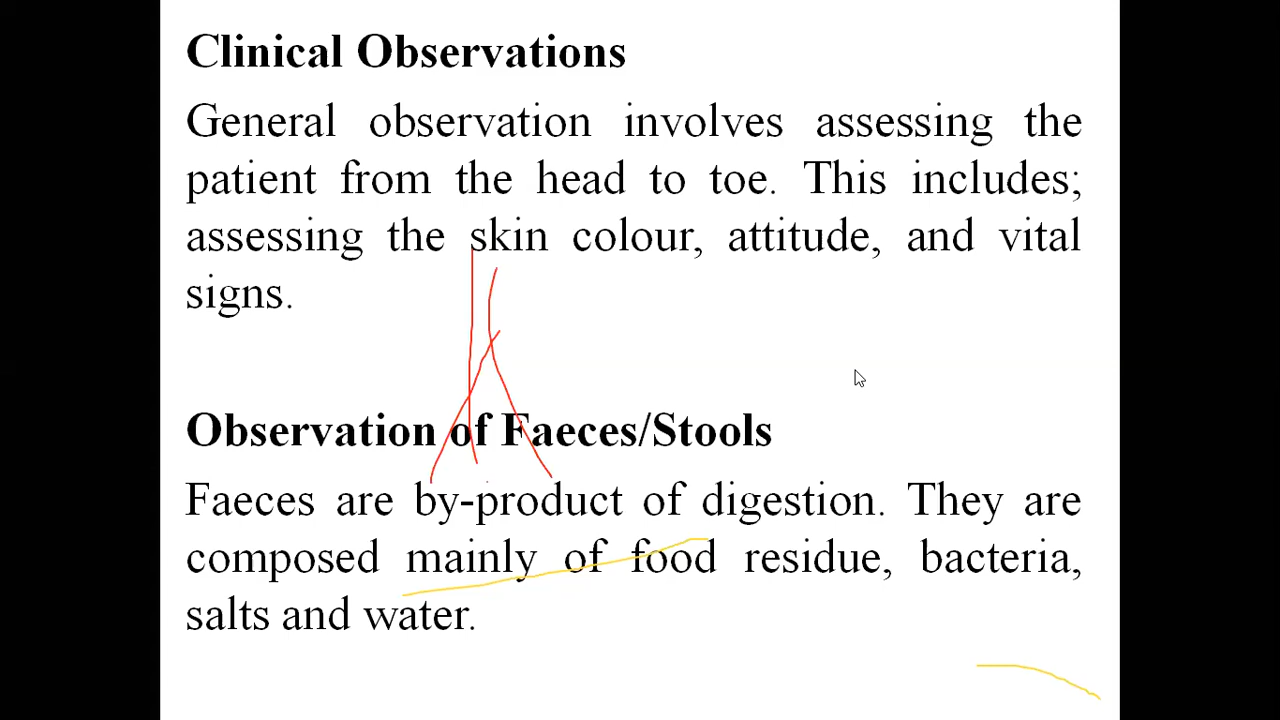 Clinical Observations
General observation involves assessing the
patient from the head to toe. This includes;
assessing the skin colour, attitude, and vital
signs.
Observation of Faeces/Stools
Faeces are by-product of digestion. They are
composed mainly of food residue, bacteria,
salts and water.